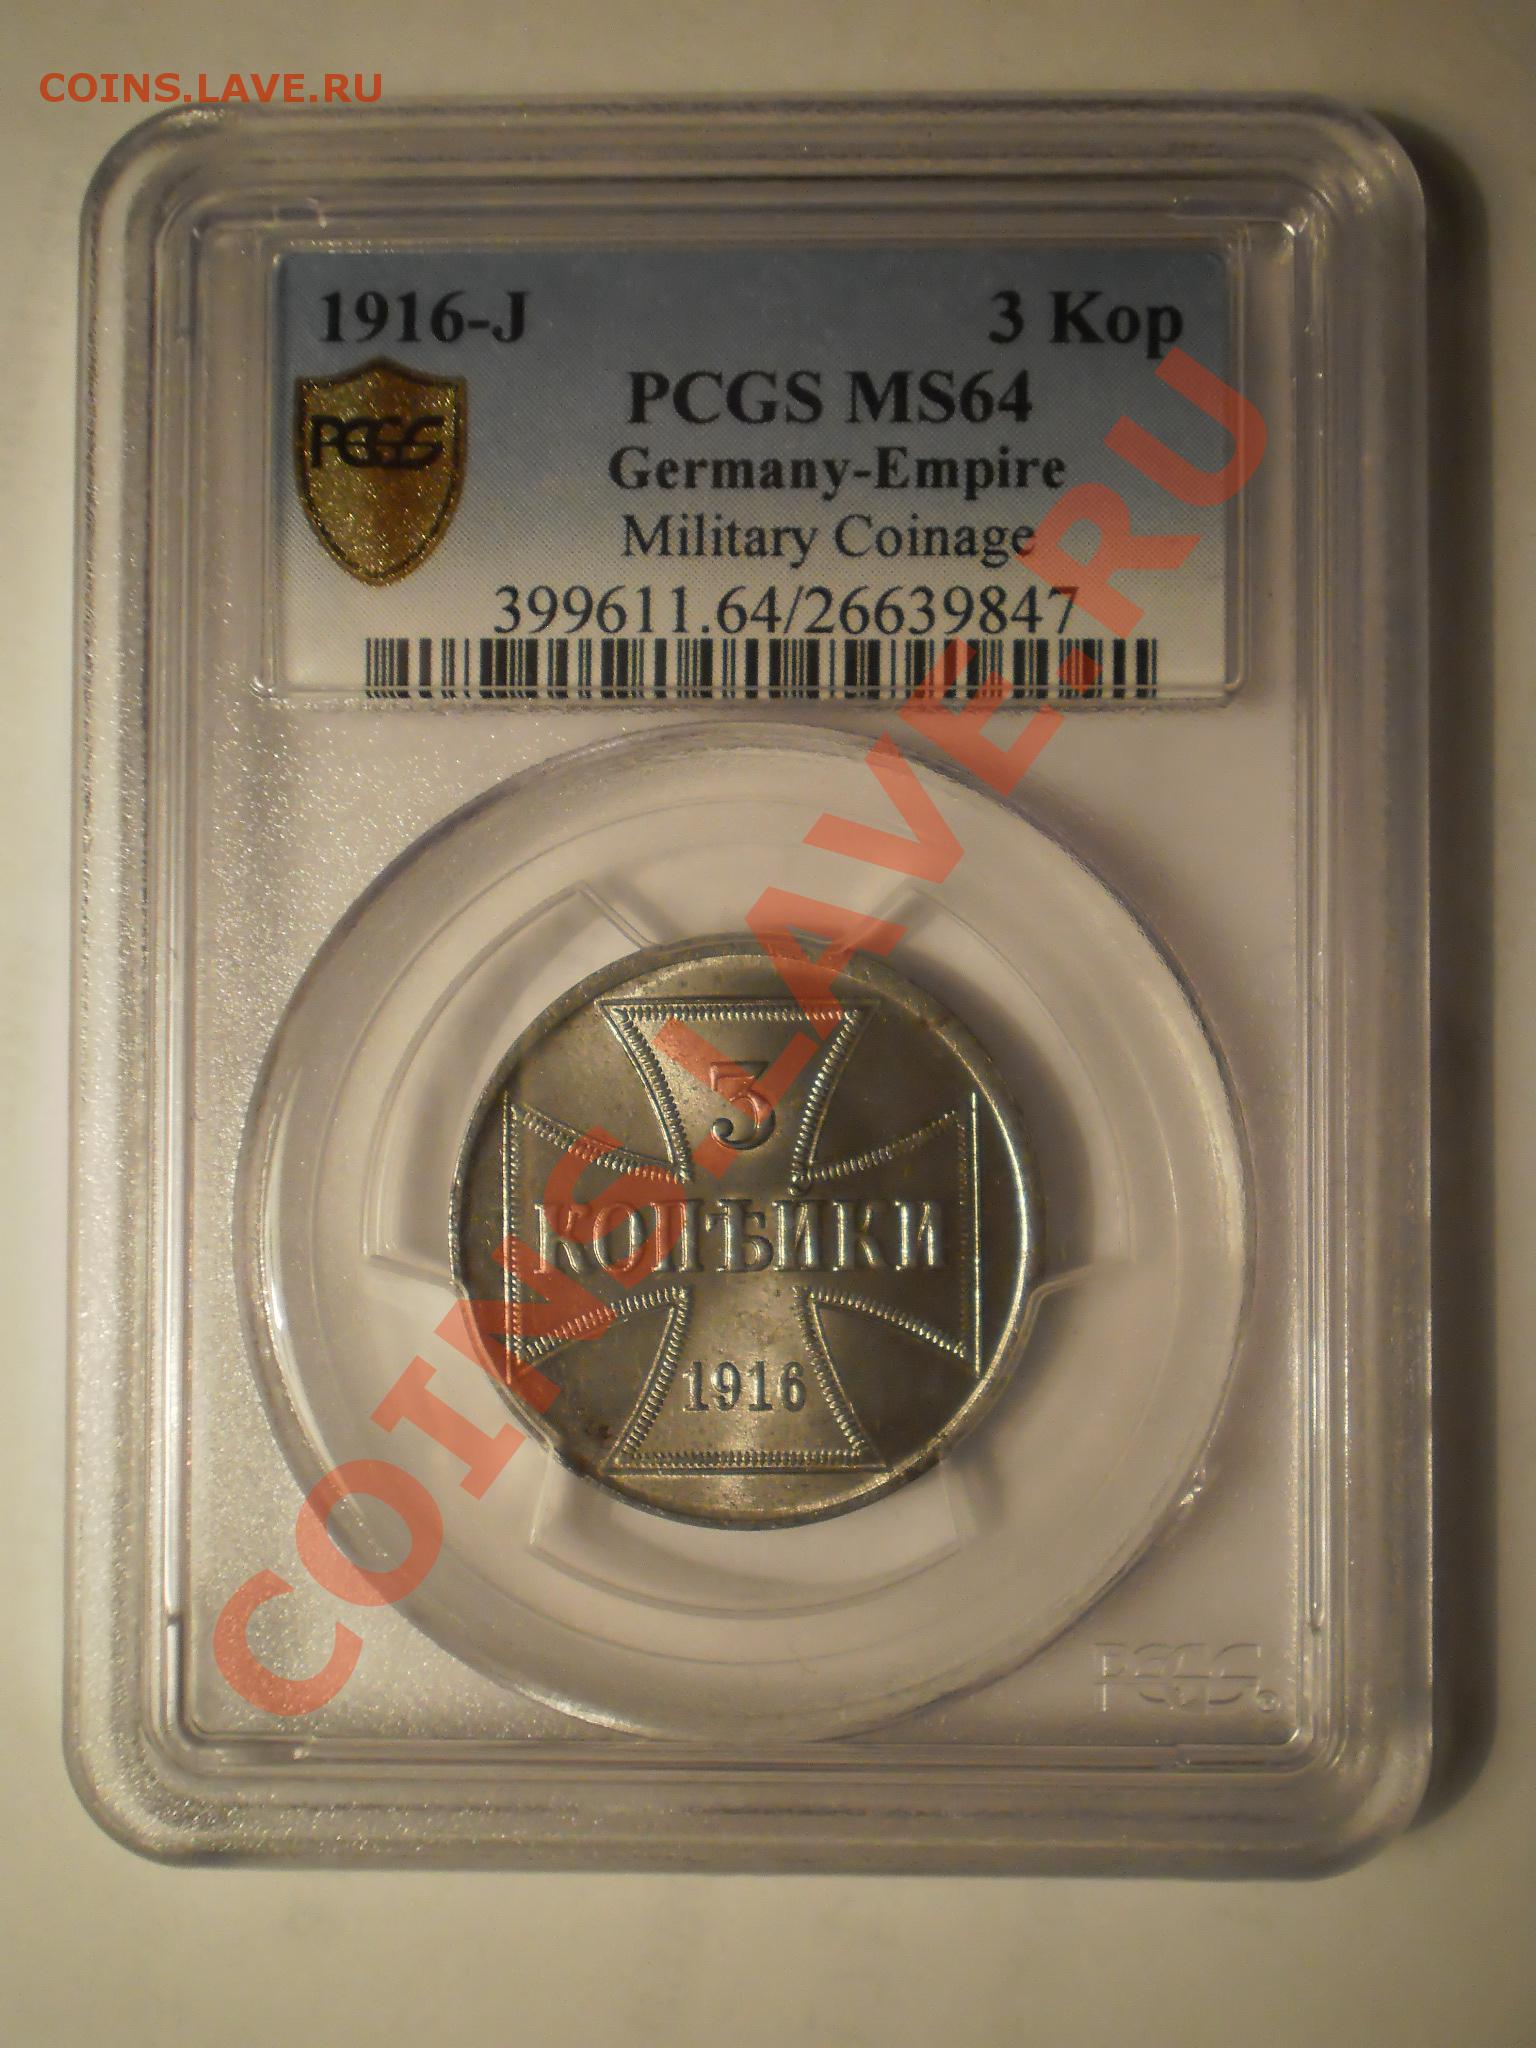 COINS.LAVE.RU
1916-J 3 Kop
PCGS
PCGS MS64
Germany-Empire
Military Coinage
399611.64/26639847
COINS.LAVE.RU
3
КОПѢЙКИ
1916
PCGS